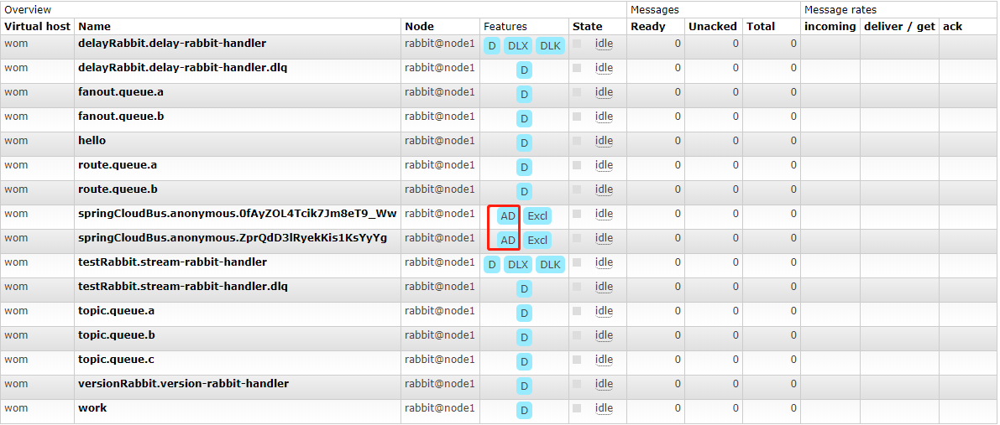 Overview Messages Message rates
Virtual host Name Node Features State Ready Unacked Total incoming deliver / get ack
wom delayRabbit.delay-rabbit-handler rabbit@node1 D DLX DLK idle 0 0 0
wom delayRabbit.delay-rabbit-handler.dlq rabbit@node1 D idle 0 0 0
wom fanout.queue.a rabbit@node1 D idle 0 0 0
wom fanout.queue.b rabbit@node1 D idle 0 0 0
wom hello rabbit@node1 D idle 0 0 0
wom route.queue.a rabbit@node1 D idle 0 0 0
wom route.queue.b rabbit@node1 D idle 0 0 0
wom springCloudBus.anonymous.0fAyZOL4Tcik7Jm8eT9_Ww rabbit@node1 AD Excl idle 0 0 0
wom springCloudBus.anonymous.ZprQdD3lRyekKis1KsYyYg rabbit@node1 AD Excl idle 0 0 0
wom testRabbit.stream-rabbit-handler rabbit@node1 D DLX DLK idle 0 0 0
wom testRabbit.stream-rabbit-handler.dlq rabbit@node1 D idle 0 0 0
wom topic.queue.a rabbit@node1 D idle 0 0 0
wom topic.queue.b rabbit@node1 D idle 0 0 0
wom topic.queue.c rabbit@node1 D idle 0 0 0
wom versionRabbit.version-rabbit-handler rabbit@node1 D idle 0 0 0
wom work rabbit@node1 D idle 0 0 0